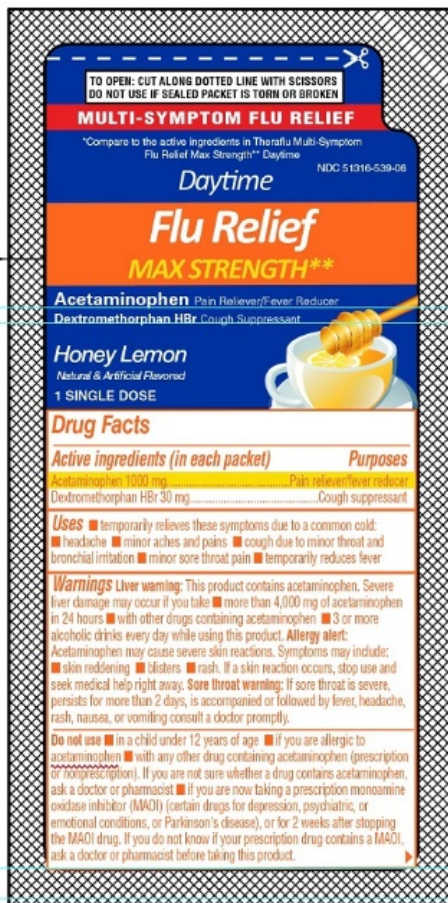 TO OPEN: CUT ALONG DOTTED LINE WITH SCISSORS
DO NOT USE IF SEALED PACKET IS TORN OR BROKEN
MULTI-SYMPTOM FLU RELIEF
*Compare to the active ingredients in Theraflu Multi-Symptom
Flu Relief Max Strength** Daytime
NDC 51316-539-06
Daytime
Flu Relief
MAX STRENGTH**
Acetaminophen Pain Reliever/Fever Reducer
Dextromethorphan HBr Cough Suppressant
Honey Lemon
Natural & Artificial Flavored
1 SINGLE DOSE
Drug Facts
Active ingredients (in each packet) Purposes
Acetaminophen 1000 mg..............................Pain reliever/fever reducer
Dextromethorphan HBr 30 mg................................Cough suppressant
Uses ■ temporarily relieves these symptoms due to a common cold:
■ headache ■ minor aches and pains ■ cough due to minor throat and
bronchial irritation ■ minor sore throat pain ■ temporarily reduces fever
Warnings Liver warning: This product contains acetaminophen. Severe
liver damage may occur if you take ■ more than 4,000 mg of acetaminophen
in 24 hours ■ with other drugs containing acetaminophen ■ 3 or more
alcoholic drinks every day while using this product. Allergy alert:
Acetaminophen may cause severe skin reactions. Symptoms may include:
■ skin reddening ■ blisters ■ rash. If a skin reaction occurs, stop use and
seek medical help right away. Sore throat warning: If sore throat is severe,
persists for more than 2 days, is accompanied or followed by fever, headache,
rash, nausea, or vomiting consult a doctor promptly.
Do not use ■ in a child under 12 years of age ■ if you are allergic to
acetaminophen ■ with any other drug containing acetaminophen (prescription
or nonprescription). If you are not sure whether a drug contains acetaminophen,
ask a doctor or pharmacist ■ if you are now taking a prescription monoamine
oxidase inhibitor (MAOI) (certain drugs for depression, psychiatric, or
emotional conditions, or Parkinson's disease), or for 2 weeks after stopping
the MAOI drug. If you do not know if your prescription drug contains a MAOI,
ask a doctor or pharmacist before taking this product.